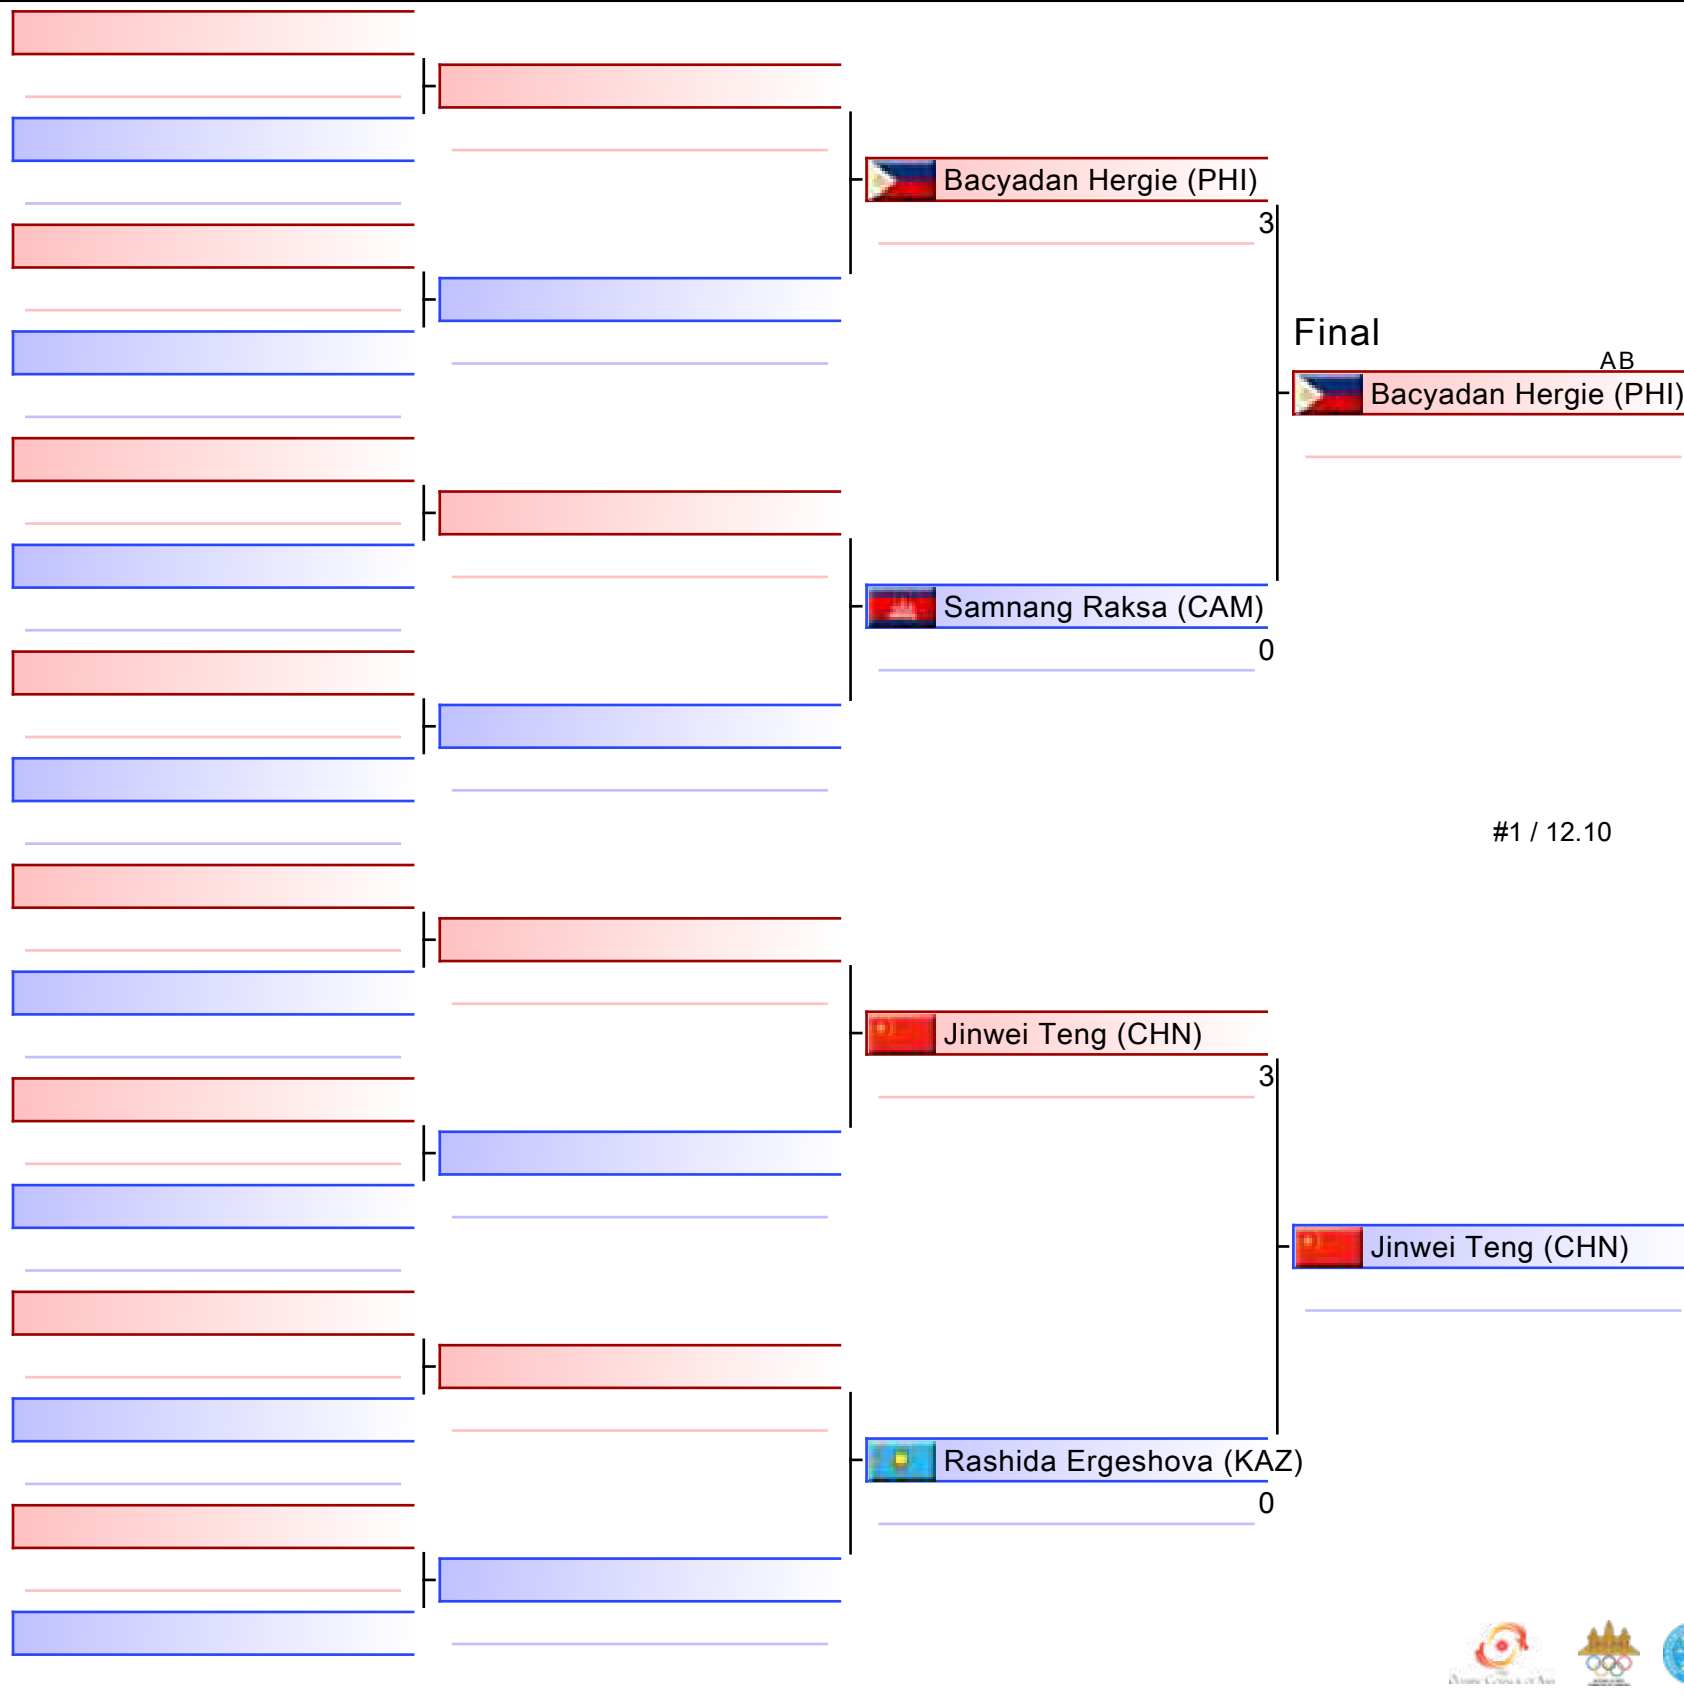 Bacyadan Hergie (PHI)
3
Final
AB
Bacyadan Hergie (PHI)
Samnang Raksa (CAM)
0
#1 / 12.10
Jinwei Teng (CHN)
3
Jinwei Teng (CHN)
Rashida Ergeshova (KAZ)
0